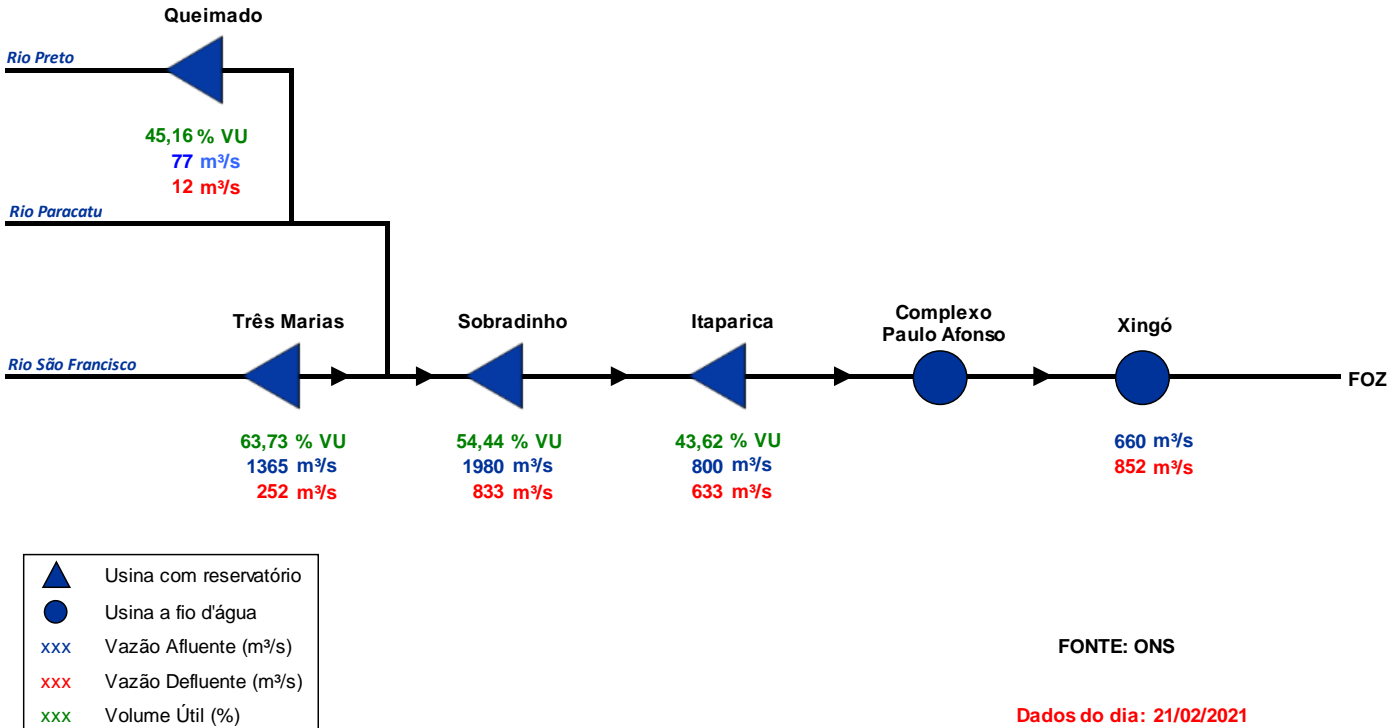 Queimado
Rio Preto
45,16 % VU
77 m³/s
12 m³/s
Rio Paracatu
Três Marias
Sobradinho
Itaparica
Complexo
Paulo Afonso
Xingó
Rio São Francisco
FOZ
63,73 % VU
1365 m³/s
252 m³/s
54,44 % VU
1980 m³/s
833 m³/s
43,62 % VU
800 m³/s
633 m³/s
660 m³/s
852 m³/s
Usina com reservatório
Usina a fio d'água
xxx Vazão Afluente (m³/s)
xxx Vazão Defluente (m³/s)
xxx Volume Útil (%)
FONTE: ONS
Dados do dia: 21/02/2021